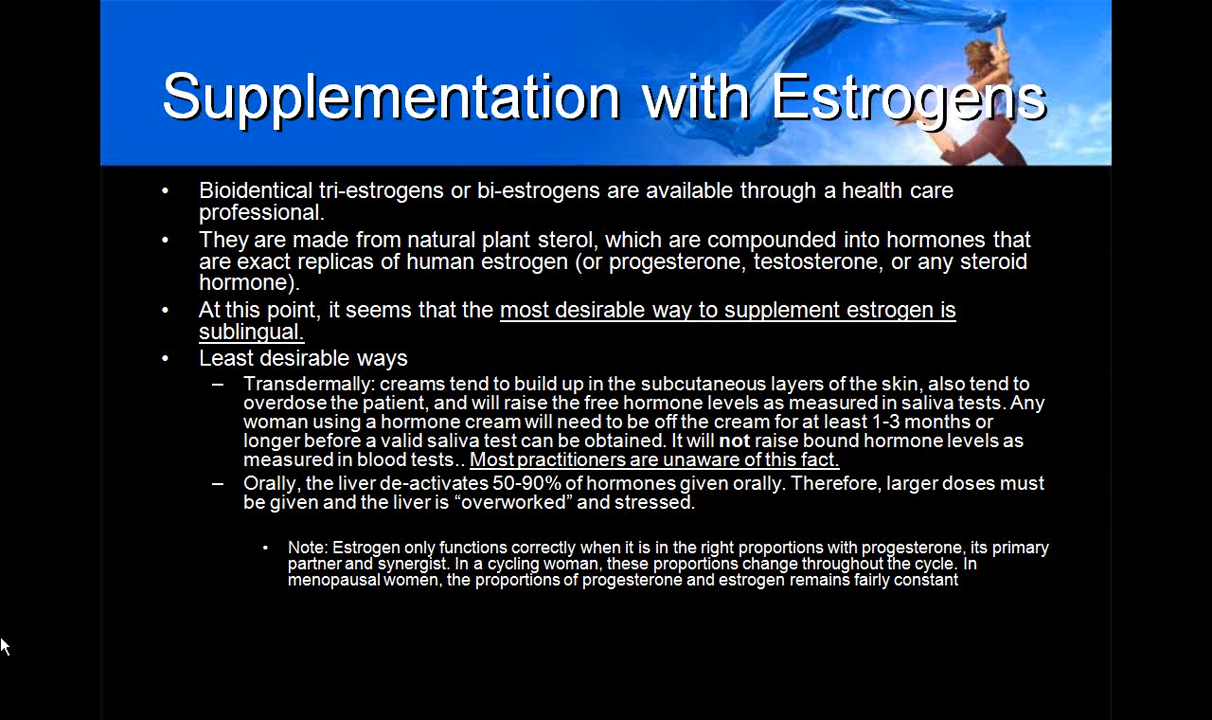 Supplementation with Estrogens
• Bioidentical tri-estrogens or bi-estrogens are available through a health care
professional.
• They are made from natural plant sterol, which are compounded into hormones that
are exact replicas of human estrogen (or progesterone, testosterone, or any steroid
hormone).
• At this point, it seems that the most desirable way to supplement estrogen is
sublingual.
• Least desirable ways
– Transdermally: creams tend to build up in the subcutaneous layers of the skin, also tend to
overdose the patient, and will raise the free hormone levels as measured in saliva tests. Any
woman using a hormone cream will need to be off the cream for at least 1-3 months or
longer before a valid saliva test can be obtained. It will not raise bound hormone levels as
measured in blood tests.. Most practitioners are unaware of this fact.
– Orally, the liver de-activates 50-90% of hormones given orally. Therefore, larger doses must
be given and the liver is “overworked” and stressed.
• Note: Estrogen only functions correctly when it is in the right proportions with progesterone, its primary
partner and synergist. In a cycling woman, these proportions change throughout the cycle. In
menopausal women, the proportions of progesterone and estrogen remains fairly constant